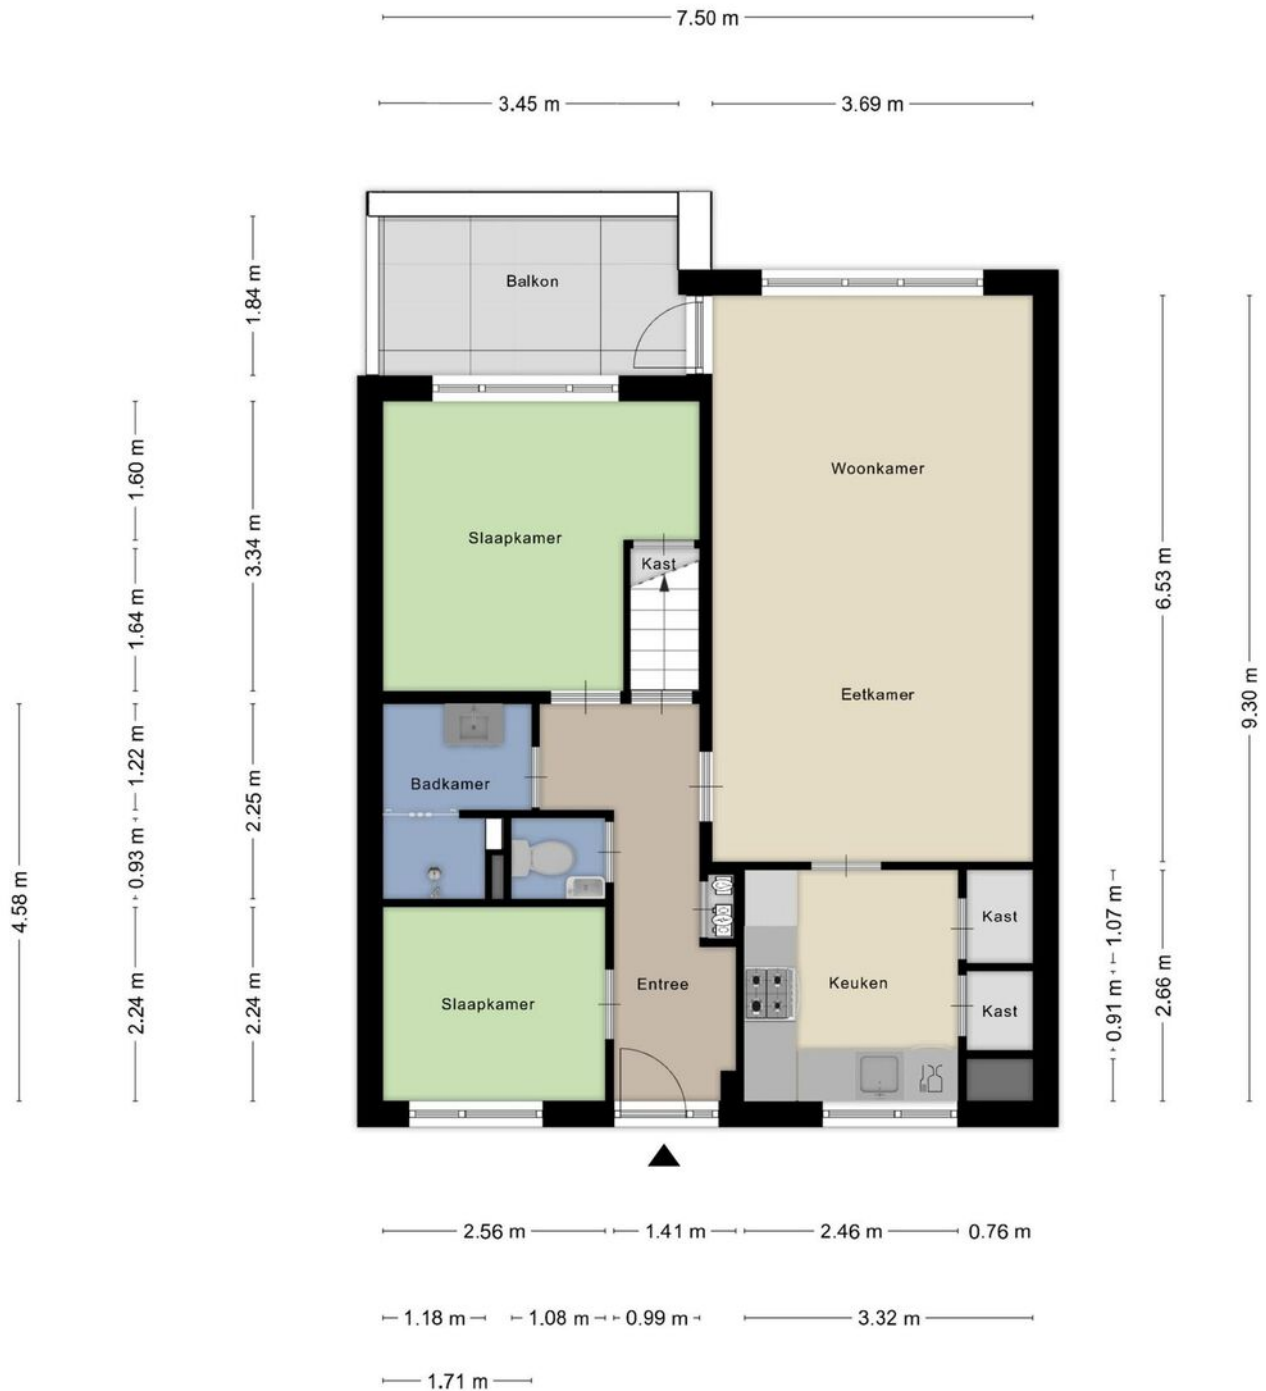 7.50 m
3.45 m
3.69 m
Balkon
1.84 m
Woonkamer
1.60 m
3.34 m
Slaapkamer
Kast
6.53 m
1.64 m
Eetkamer
9.30 m
1.22 m
Badkamer
2.25 m
0.93 m
4.58 m
Kast
1.07 m
Slaapkamer
Entree
Keuken
Kast
2.24 m
2.24 m
0.91 m
2.66 m
2.56 m
1.41 m
2.46 m
0.76 m
1.18 m
1.08 m
0.99 m
3.32 m
1.71 m